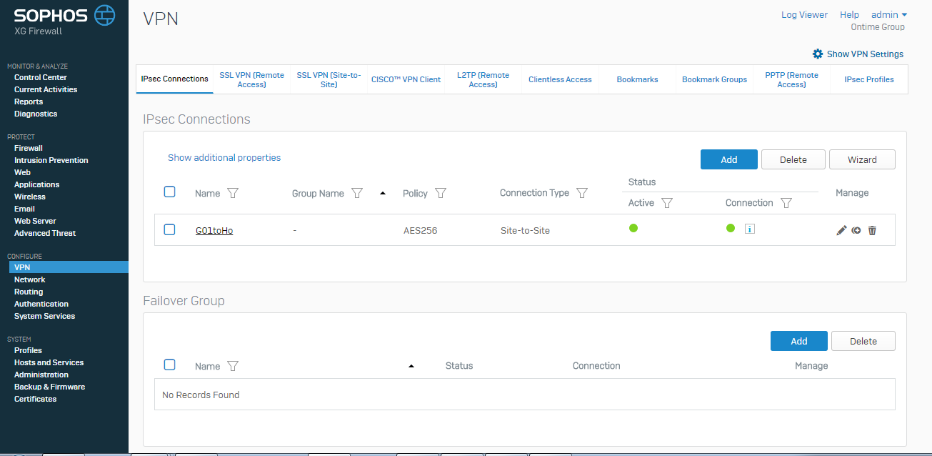 SOPHOS
XG Firewall
VPN
Log Viewer Help admin
Ontime Group
Show VPN Settings
MONITOR & ANALYZE
Control Center
Current Activities
Reports
Diagnostics
PROTECT
Firewall
Intrusion Prevention
Web
Applications
Wireless
Email
Web Server
Advanced Threat
CONFIGURE
VPN
Network
Routing
Authentication
System Services
SYSTEM
Profiles
Hosts and Services
Administration
Backup & Firmware
Certificates
IPsec Connections
SSL VPN (Remote
Access)
SSL VPN (Site-to-
Site)
CISCO™ VPN Client
L2TP (Remote
Access)
Clientless Access
Bookmarks
Bookmark Groups
PPTP (Remote
Access)
IPsec Profiles
IPsec Connections
Show additional properties
Add Delete Wizard
Status
Name Group Name Policy Connection Type Manage
Active Connection
G01toHo - AES256 Site-to-Site
Failover Group
Add Delete
Name Status Connection Manage
No Records Found